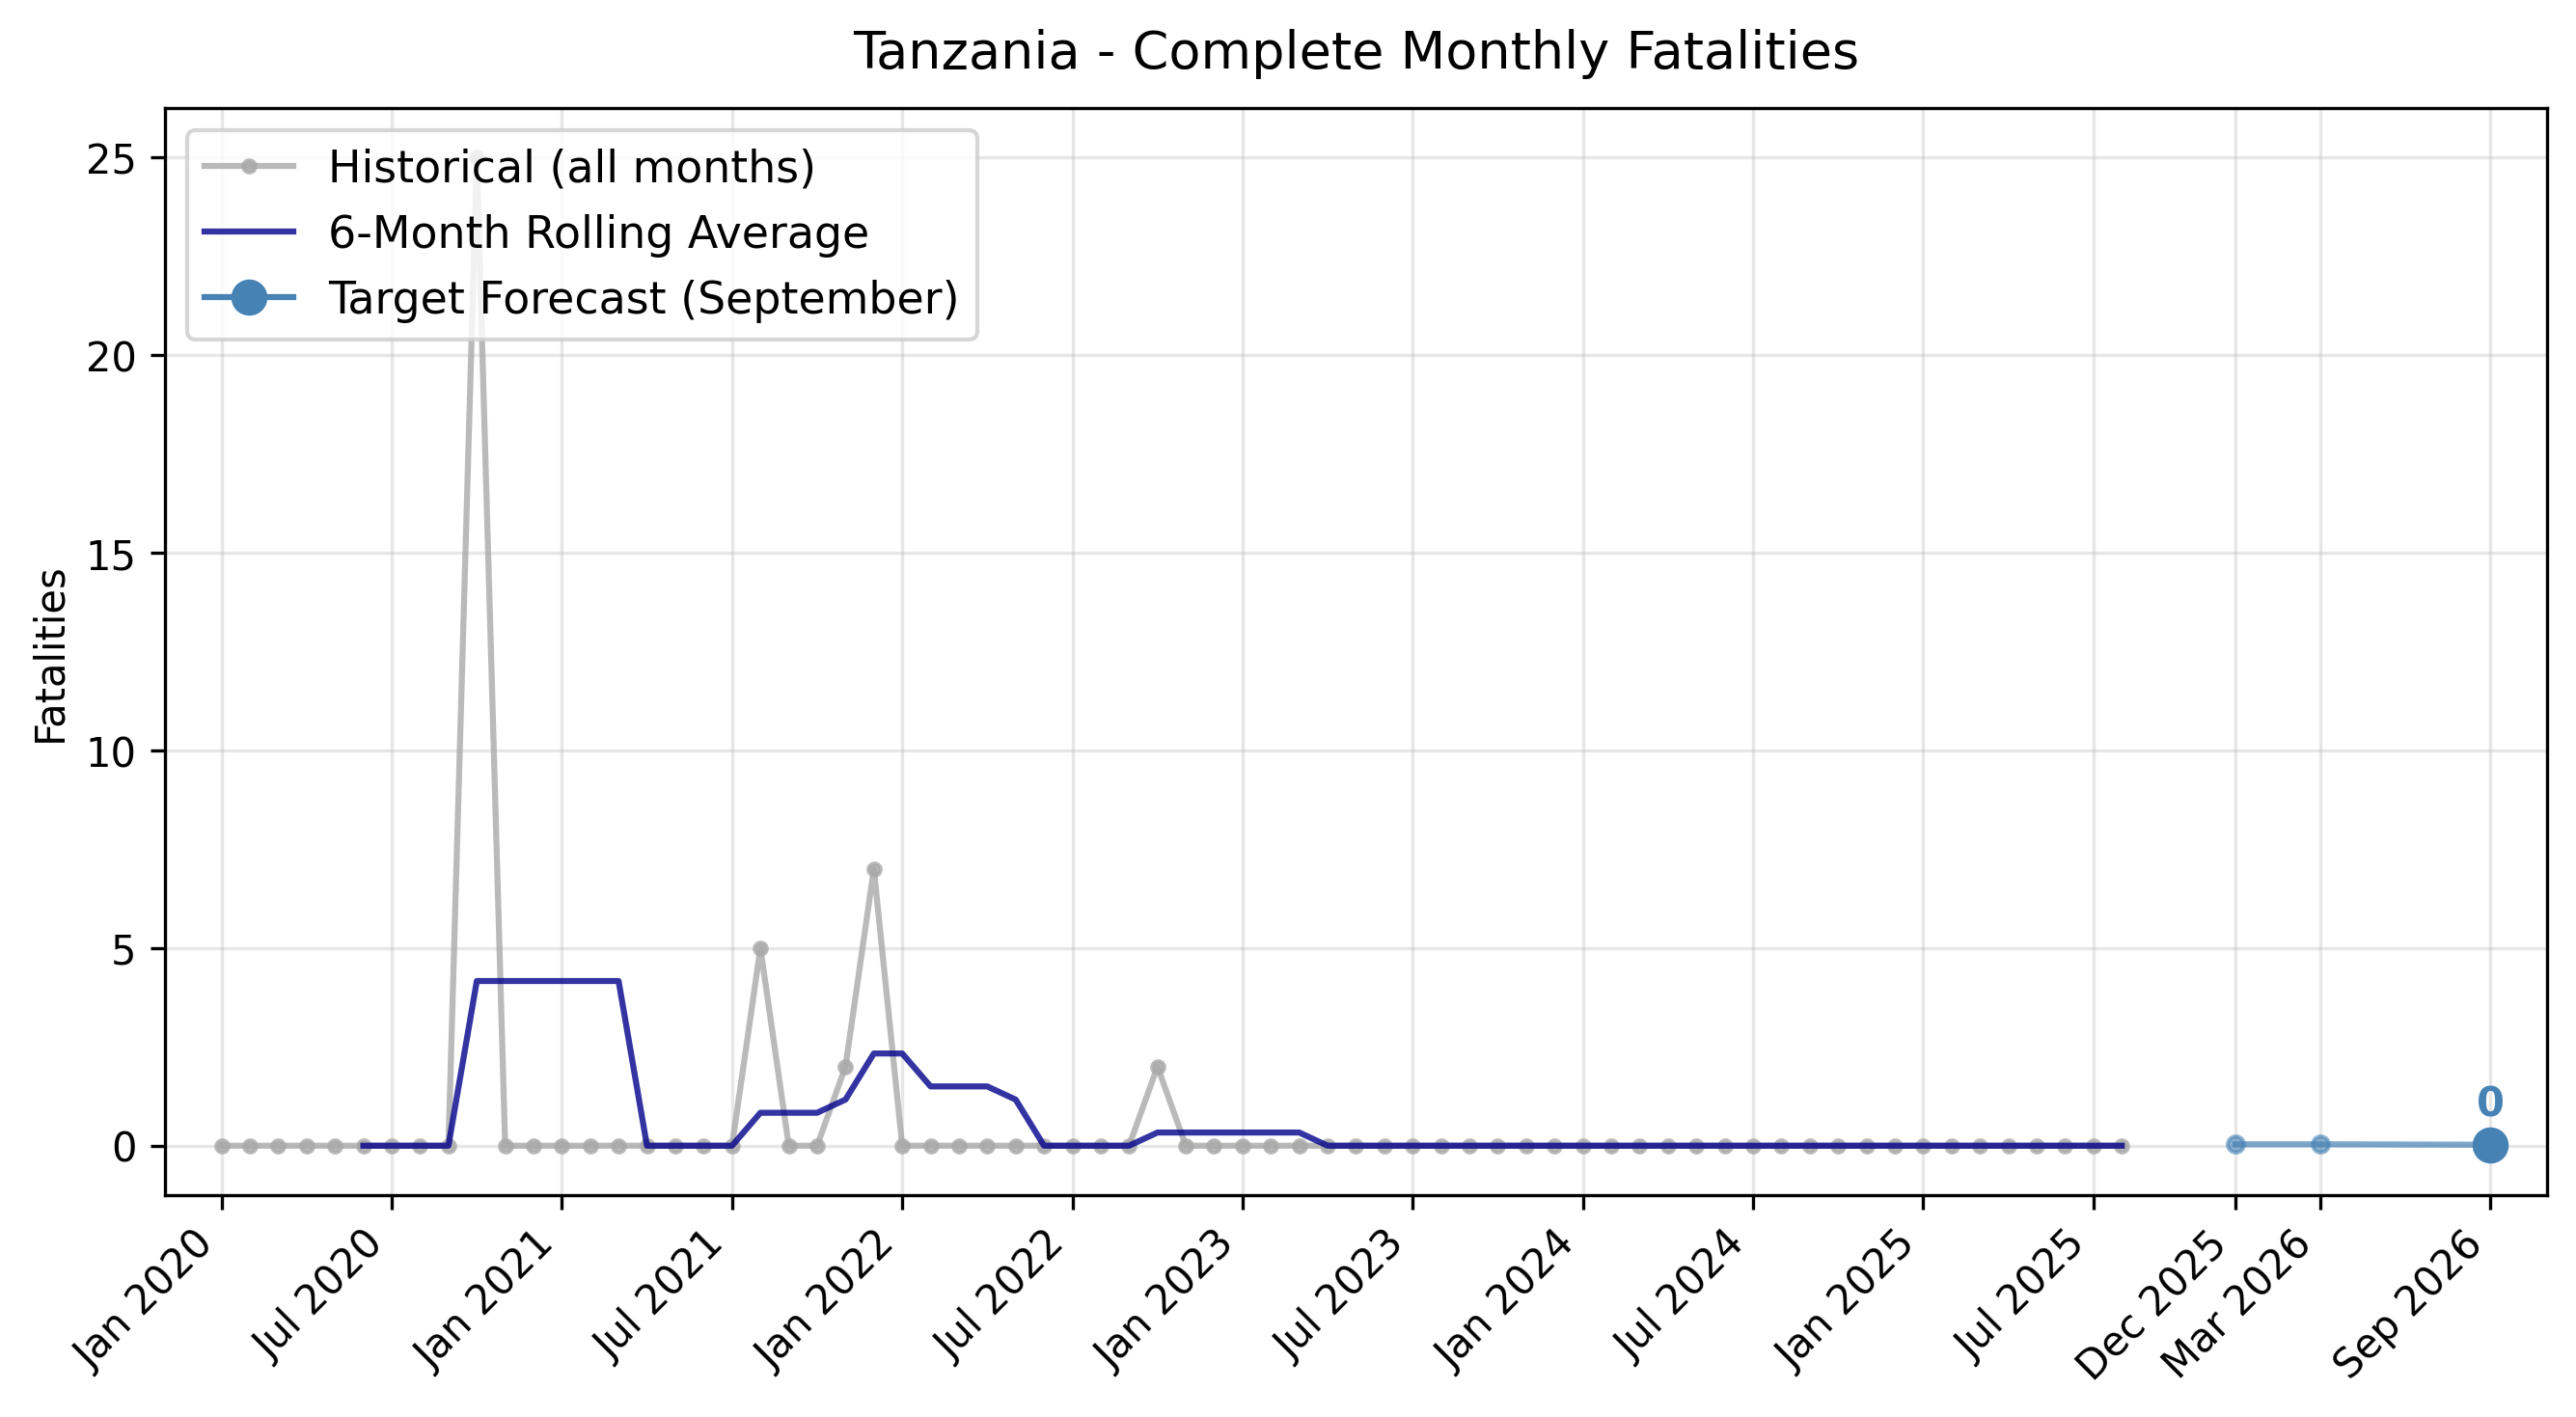 Tanzania - Complete Monthly Fatalities
Historical (all months)
6-Month Rolling Average
Target Forecast (September)
Fatalities
25
20
15
10
5
0
0
Jan 2020
Jul 2020
Jan 2021
Jul 2021
Jan 2022
Jul 2022
Jan 2023
Jul 2023
Jan 2024
Jul 2024
Jan 2025
Jul 2025
Dec 2025
Mar 2026
Sep 2026